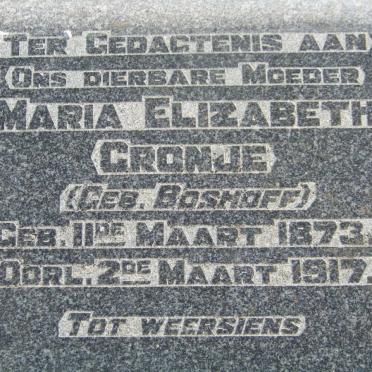 TER GEDACTENIS AAN
ONS DIERBARE MOEDER
MARIA ELIZABETH
CRONJE
(GEB. BOSHOFF)
GEB. 11DE MAART 1873.
OORL. 2DE MAART 1917.
TOT WEERSIENS